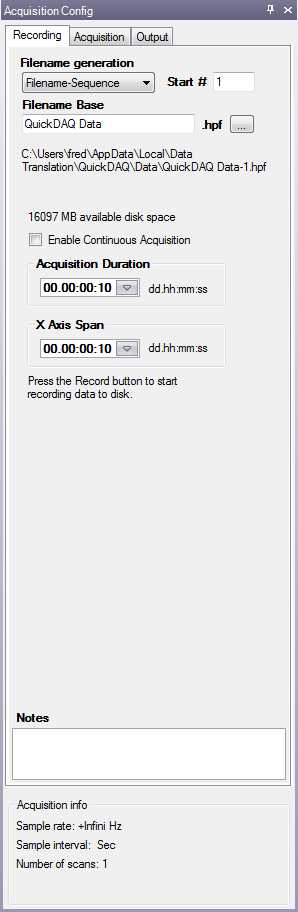 Acquisition Config
Recording Acquisition Output
Filename generation
Filename-Sequence Start # 1
Filename Base
QuickDAQ Data .hpf ...
C:\Users\fred\AppData\Local\Data
Translation\QuickDAQ\Data\QuickDAQ Data-1.hpf
16097 MB available disk space
Enable Continuous Acquisition
Acquisition Duration
00.00:00:10 dd.hh:mm:ss
X Axis Span
00.00:00:10 dd.hh:mm:ss
Press the Record button to start
recording data to disk.
Notes
Acquisition info
Sample rate: +Infini Hz
Sample interval: Sec
Number of scans: 1